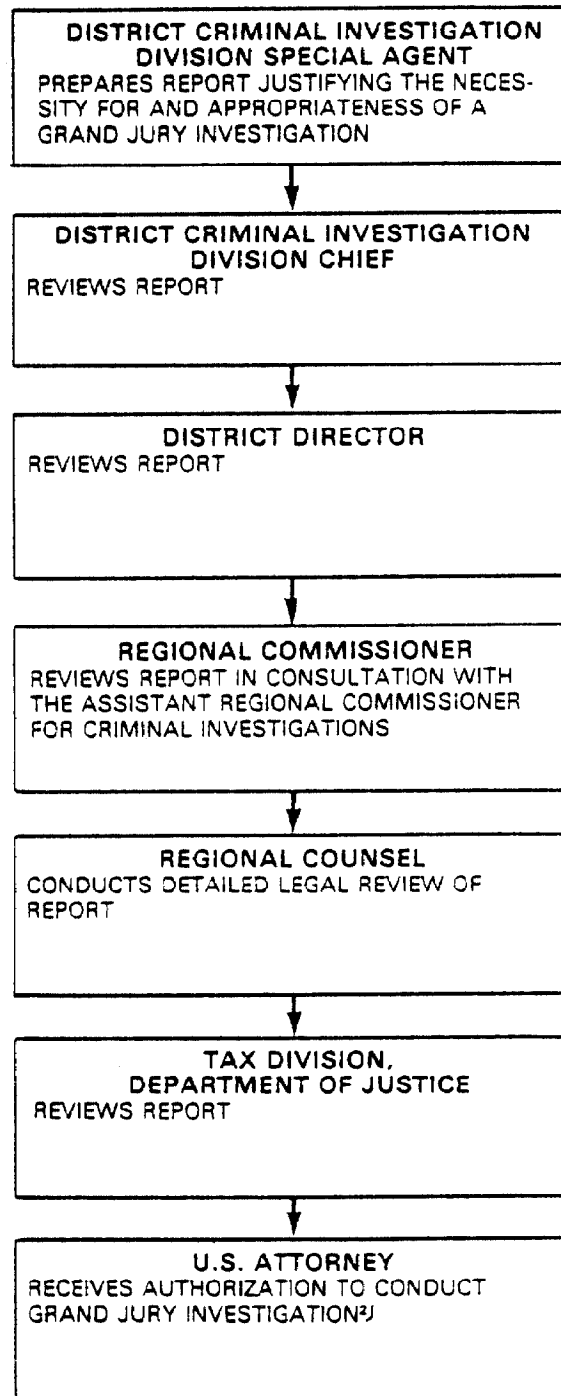 DISTRICT CRIMINAL INVESTIGATION
DIVISION SPECIAL AGENT
PREPARES REPORT JUSTIFYING THE NECES-
SITY FOR AND APPROPRIATENESS OF A
GRAND JURY INVESTIGATION
DISTRICT CRIMINAL INVESTIGATION
DIVISION CHIEF
REVIEWS REPORT
DISTRICT DIRECTOR
REVIEWS REPORT
REGIONAL COMMISSIONER
REVIEWS REPORT IN CONSULTATION WITH
THE ASSISTANT REGIONAL COMMISSIONER
FOR CRIMINAL INVESTIGATIONS
REGIONAL COUNSEL
CONDUCTS DETAILED LEGAL REVIEW OF
REPORT
TAX DIVISION,
DEPARTMENT OF JUSTICE
REVIEWS REPORT
U.S. ATTORNEY
RECEIVES AUTHORIZATION TO CONDUCT
GRAND JURY INVESTIGATION²/